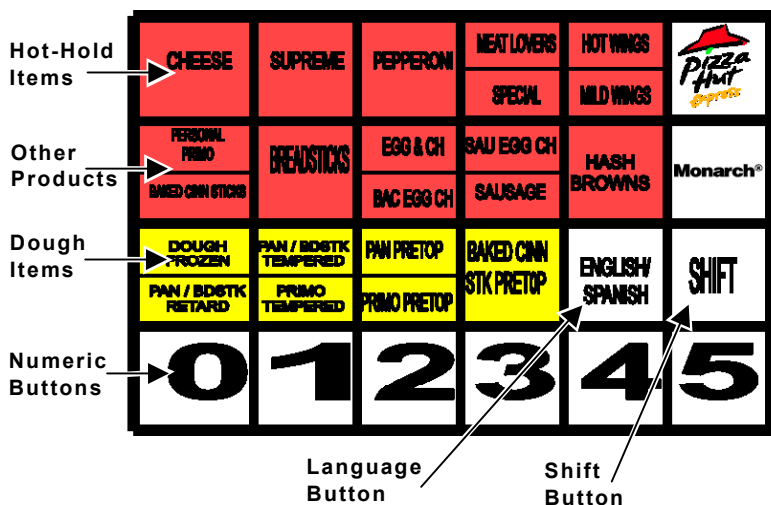 Hot-Hold
Items
CHEESE
SUPREME
PEPPERONI
MEAT LOVERS
SPECIAL
HOT WINGS
MILD WINGS
Pizza
Hut
express
Other
Products
PERSONAL
PRIMO
BAKED CINN STICKS
BREADSTICKS
EGG & CH
BAC EGG CH
SAU EGG CH
SAUSAGE
HASH
BROWNS
Monarch®
Dough
Items
DOUGH
FROZEN
PAN / BDSTK
RETARD
PAN / BDSTK
TEMPERED
PRIMO
TEMPERED
PAN PRETOP
PRIMO PRETOP
BAKED CINN
STK PRETOP
ENGLISH/
SPANISH
SHIFT
Numeric
Buttons
0 1 2 3 4 5
Language
Button
Shift
Button